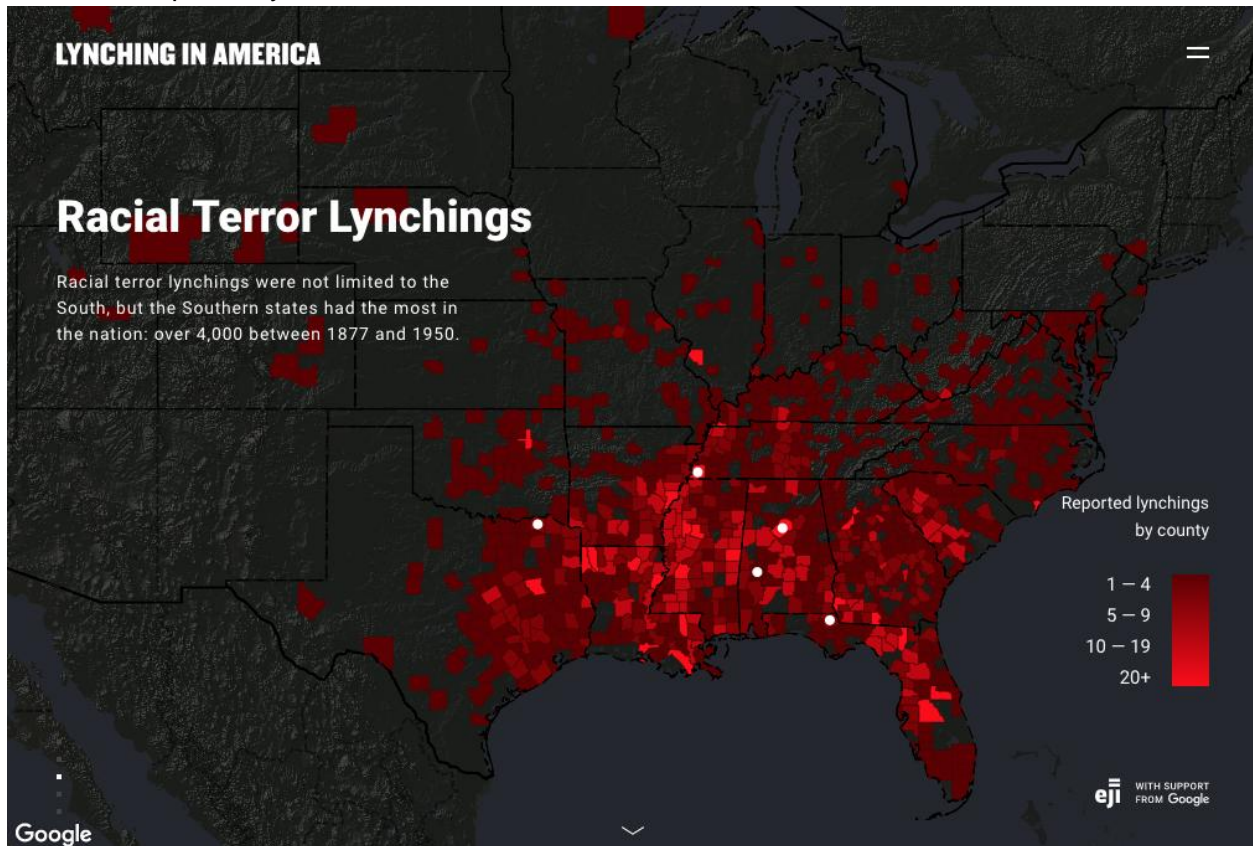 LYNCHING IN AMERICA
Racial Terror Lynchings
Racial terror lynchings were not limited to the
South, but the Southern states had the most in
the nation: over 4,000 between 1877 and 1950.
Reported lynchings
by county
1 — 4
5 — 9
10 — 19
20+
eji
WITH SUPPORT
FROM Google
Google